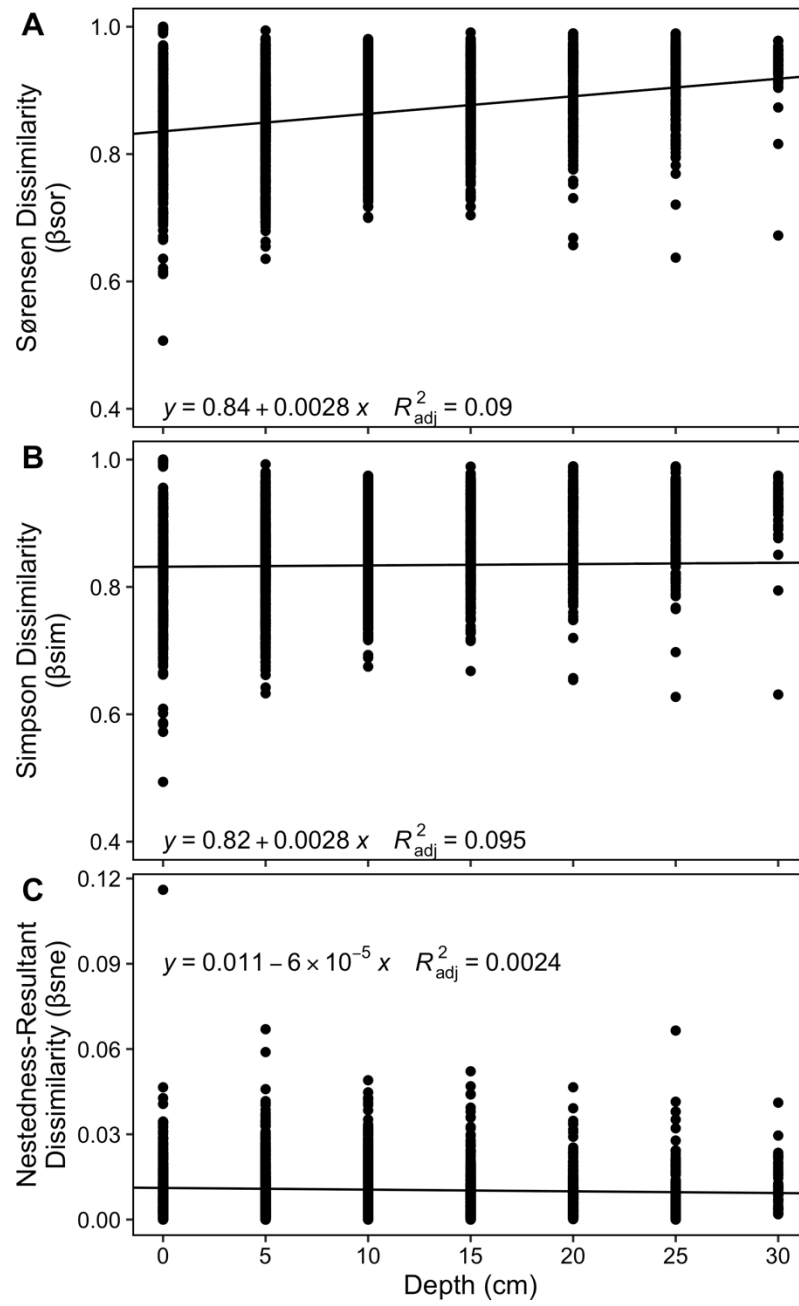 A
Sørensen Dissimilarity
(βsor)
1.0
0.8
0.6
0.4
y = 0.84 + 0.0028 x R²adj = 0.09
B
Simpson Dissimilarity
(βsim)
1.0
0.8
0.6
0.4
y = 0.82 + 0.0028 x R²adj = 0.095
C
Nestedness-Resultant
Dissimilarity (βsne)
0.12
0.09
0.06
0.03
0.00
y = 0.011 – 6 × 10⁻⁵ x R²adj = 0.0024
0 5 10 15 20 25 30
Depth (cm)